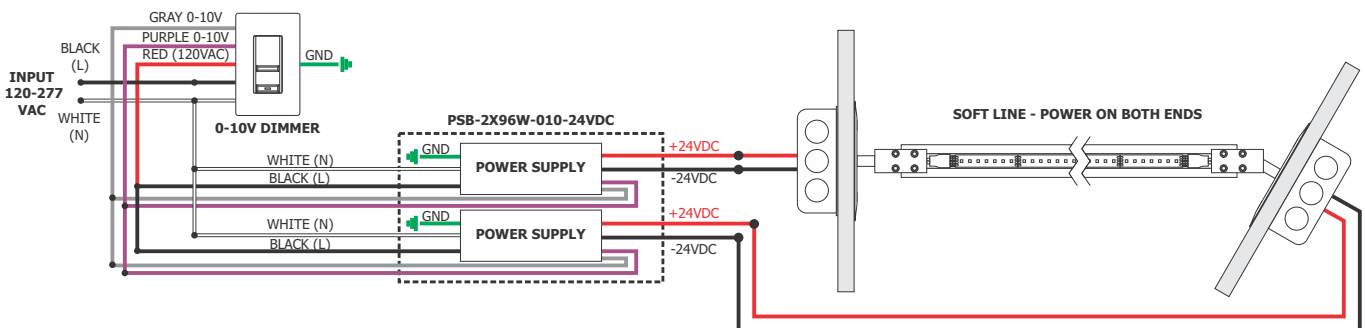 GRAY 0-10V
PURPLE 0-10V
RED (120VAC)
BLACK
(L)
INPUT
120-277
VAC
WHITE
(N)
GND
0-10V DIMMER
PSB-2X96W-010-24VDC
GND
WHITE (N)
BLACK (L)
POWER SUPPLY
+24VDC
-24VDC
GND
WHITE (N)
BLACK (L)
POWER SUPPLY
+24VDC
-24VDC
SOFT LINE - POWER ON BOTH ENDS